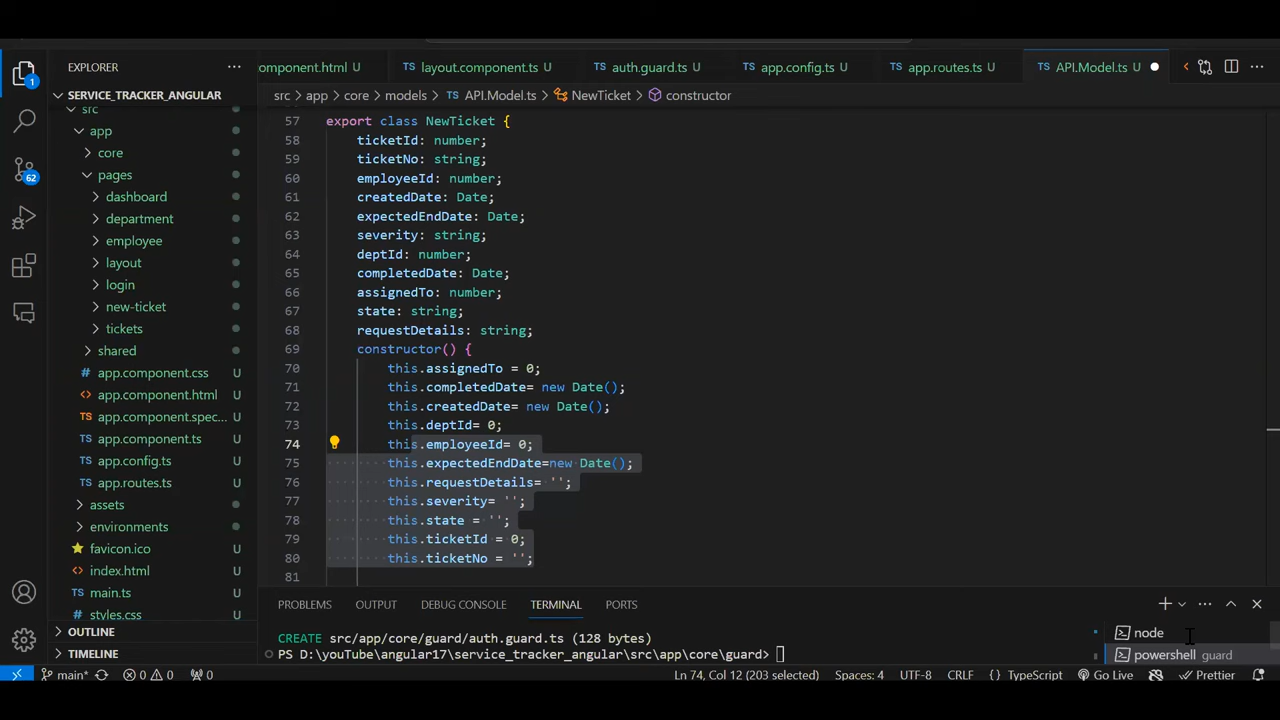 EXPLORER
component.html
layout.component.ts
auth.guard.ts
app.config.ts
app.routes.ts
API.Model.ts
1
SERVICE_TRACKER_ANGULAR
src > app > core > models > TS API.Model.ts > NewTicket > constructor
src
app
core
pages
dashboard
department
employee
layout
login
new-ticket
tickets
shared
app.component.css U
app.component.html U
app.component.spec... U
app.component.ts U
app.config.ts U
app.routes.ts U
assets
environments
favicon.ico U
index.html U
main.ts U
styles.css U
OUTLINE
TIMELINE
62
57 export class NewTicket {
58 ticketId: number;
59 ticketNo: string;
60 employeeId: number;
61 createdDate: Date;
62 expectedEndDate: Date;
63 severity: string;
64 deptId: number;
65 completedDate: Date;
66 assignedTo: number;
67 state: string;
68 requestDetails: string;
69 constructor() {
70 this.assignedTo = 0;
71 this.completedDate= new Date();
72 this.createdDate= new Date();
73 this.deptId= 0;
74 this.employeeId= 0;
75 this.expectedEndDate=new Date();
76 this.requestDetails= '';
77 this.severity= '';
78 this.state = '';
79 this.ticketId = 0;
80 this.ticketNo = '';
81
PROBLEMS OUTPUT DEBUG CONSOLE TERMINAL PORTS
CREATE src/app/core/guard/auth.guard.ts (128 bytes)
PS D:\youTube\angular17\service_tracker_angular\src\app\core\guard>
node
powershell guard
main* 0 0 0 Ln 74, Col 12 (203 selected) Spaces: 4 UTF-8 CRLF {} TypeScript Go Live Prettier